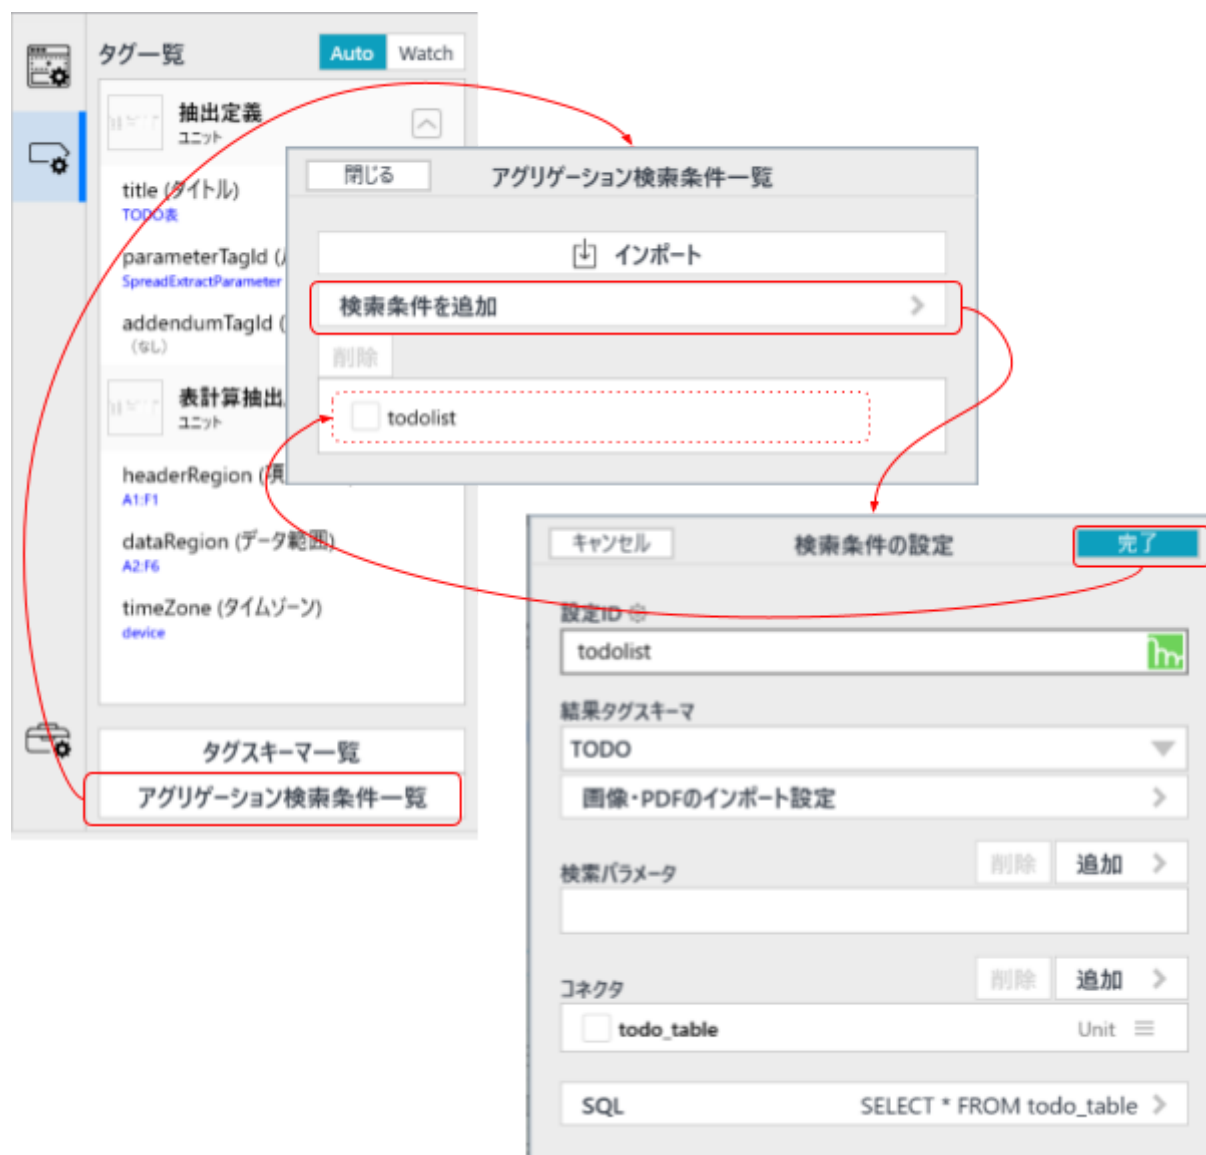 タグ一覧
Auto
Watch
抽出定義
ユニット
title (タイトル)
TODO表
parameterTagId (
SpreadExtractParameter
addendumTagId (
(なし)
表計算抽出
ユニット
headerRegion (項
A1:F1
dataRegion (データ範囲)
A2:F6
timeZone (タイムゾーン)
device
タグスキーマ一覧
アグリゲーション検索条件一覧
閉じる
アグリゲーション検索条件一覧
インポート
検索条件を追加
削除
todolist
キャンセル
検索条件の設定
完了
設定ID
todolist
結果タグスキーマ
TODO
画像・PDFのインポート設定
検索パラメータ
削除
追加
コネクタ
削除
追加
todo_table
Unit
SQL
SELECT * FROM todo_table